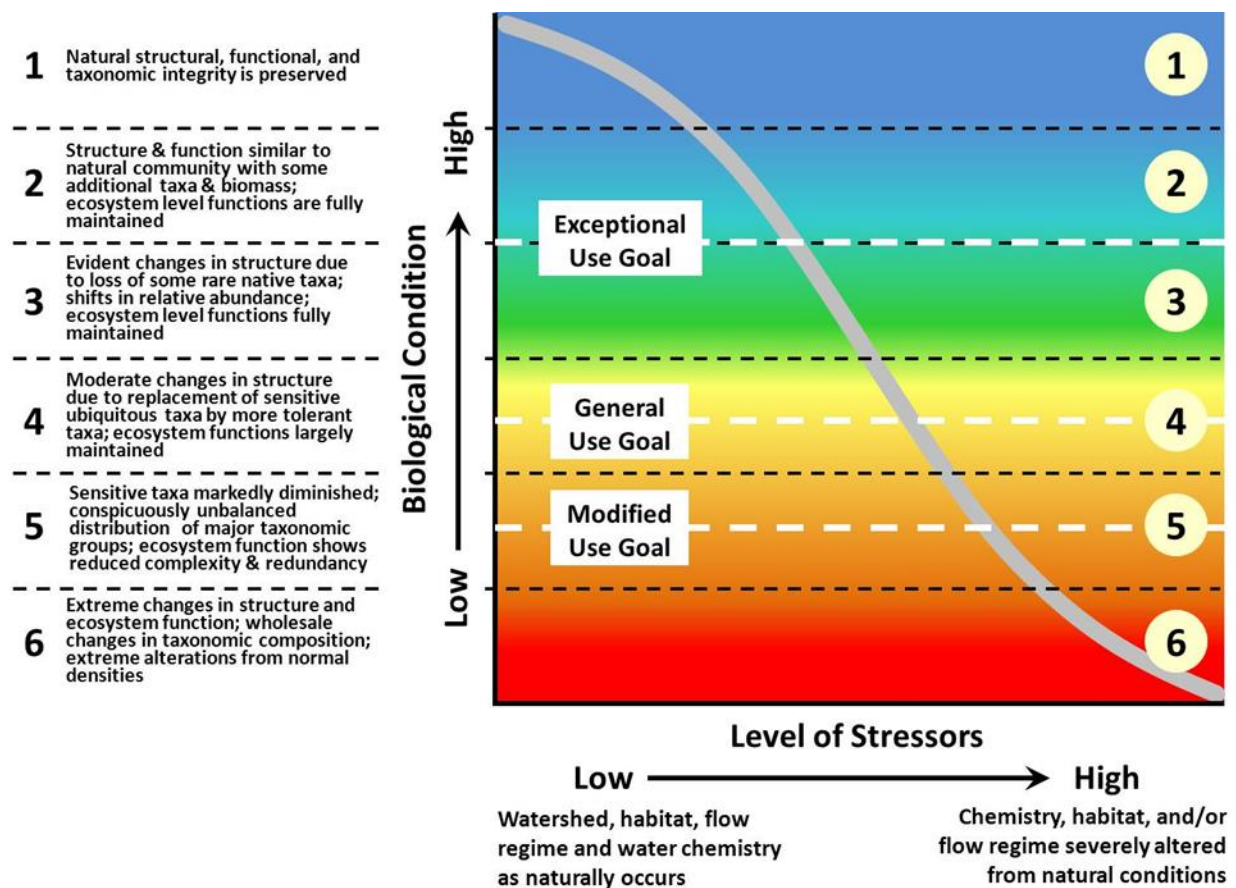 1
Natural structural, functional, and
taxonomic integrity is preserved
2
Structure & function similar to
natural community with some
additional taxa & biomass;
ecosystem level functions are fully
maintained
3
Evident changes in structure due
to loss of some rare native taxa;
shifts in relative abundance;
ecosystem level functions fully
maintained
4
Moderate changes in structure
due to replacement of sensitive
ubiquitous taxa by more tolerant
taxa; ecosystem functions largely
maintained
5
Sensitive taxa markedly diminished;
conspicuously unbalanced
distribution of major taxonomic
groups; ecosystem function shows
reduced complexity & redundancy
6
Extreme changes in structure and
ecosystem function; wholesale
changes in taxonomic composition;
extreme alterations from normal
densities
High
Biological Condition
Low
Exceptional
Use Goal
General
Use Goal
Modified
Use Goal
1
2
3
4
5
6
Level of Stressors
Low
High
Watershed, habitat, flow
regime and water chemistry
as naturally occurs
Chemistry, habitat, and/or
flow regime severely altered
from natural conditions